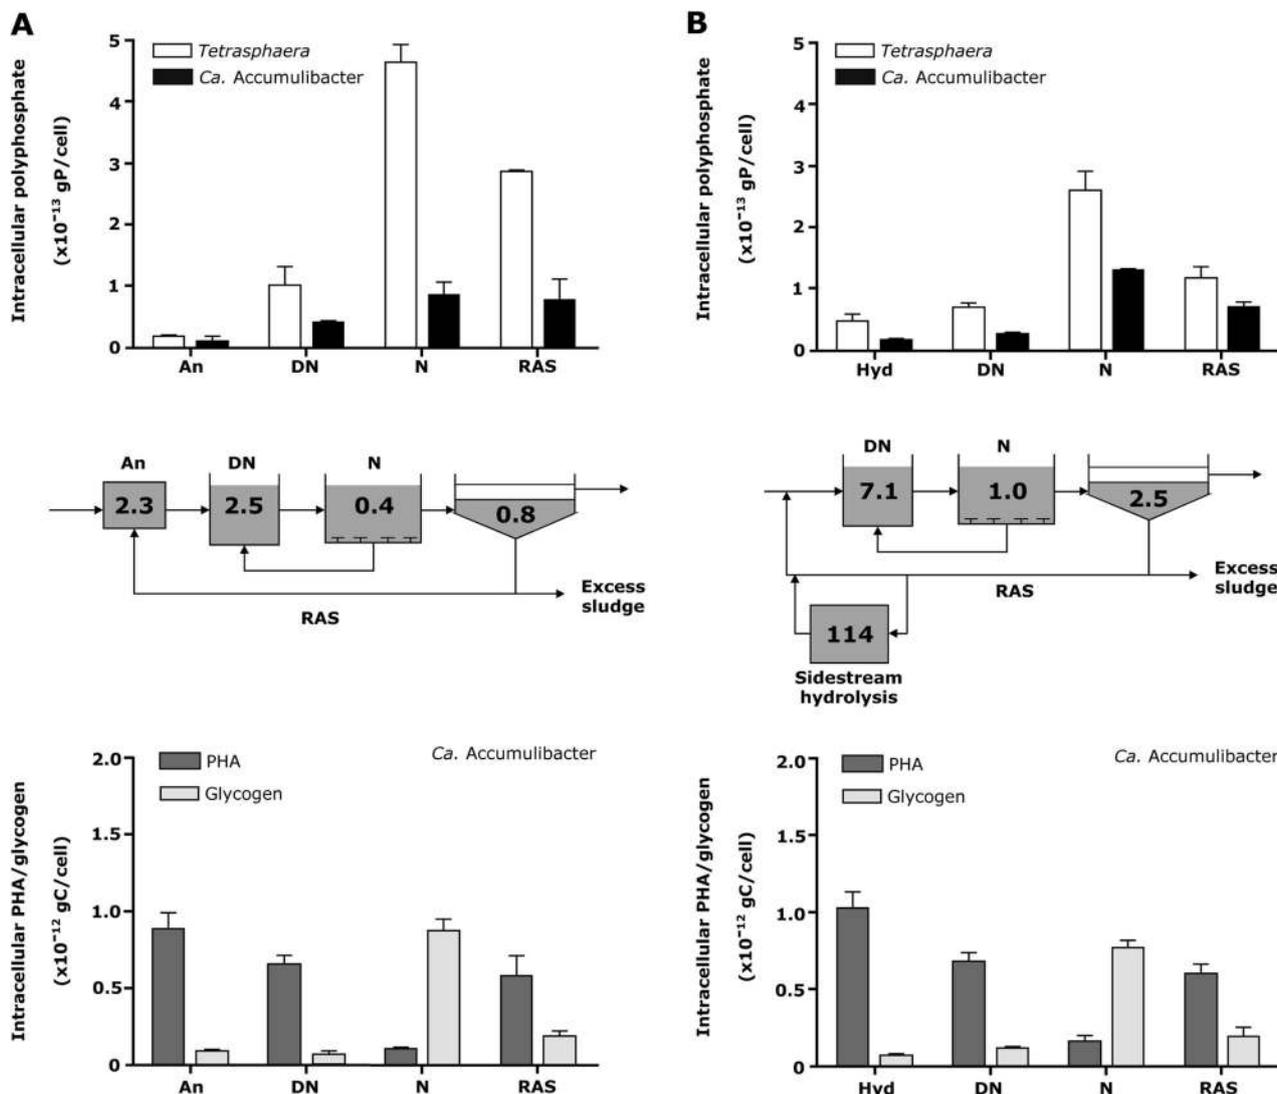 A
Intracellular polyphosphate
(x10⁻¹³ gP/cell)
5
4
3
2
1
0
Tetrasphaera
Ca. Accumulibacter
An
DN
N
RAS
An
DN
N
2.3
2.5
0.4
0.8
RAS
Excess
sludge
Intracellular PHA/glycogen
(x10⁻¹² gC/cell)
2.0
1.5
1.0
0.5
0
PHA
Glycogen
Ca. Accumulibacter
An
DN
N
RAS
B
Intracellular polyphosphate
(x10⁻¹³ gP/cell)
5
4
3
2
1
0
Tetrasphaera
Ca. Accumulibacter
Hyd
DN
N
RAS
DN
N
7.1
1.0
2.5
RAS
Excess
sludge
114
Sidestream
hydrolysis
Intracellular PHA/glycogen
(x10⁻¹² gC/cell)
2.0
1.5
1.0
0.5
0
PHA
Glycogen
Ca. Accumulibacter
Hyd
DN
N
RAS